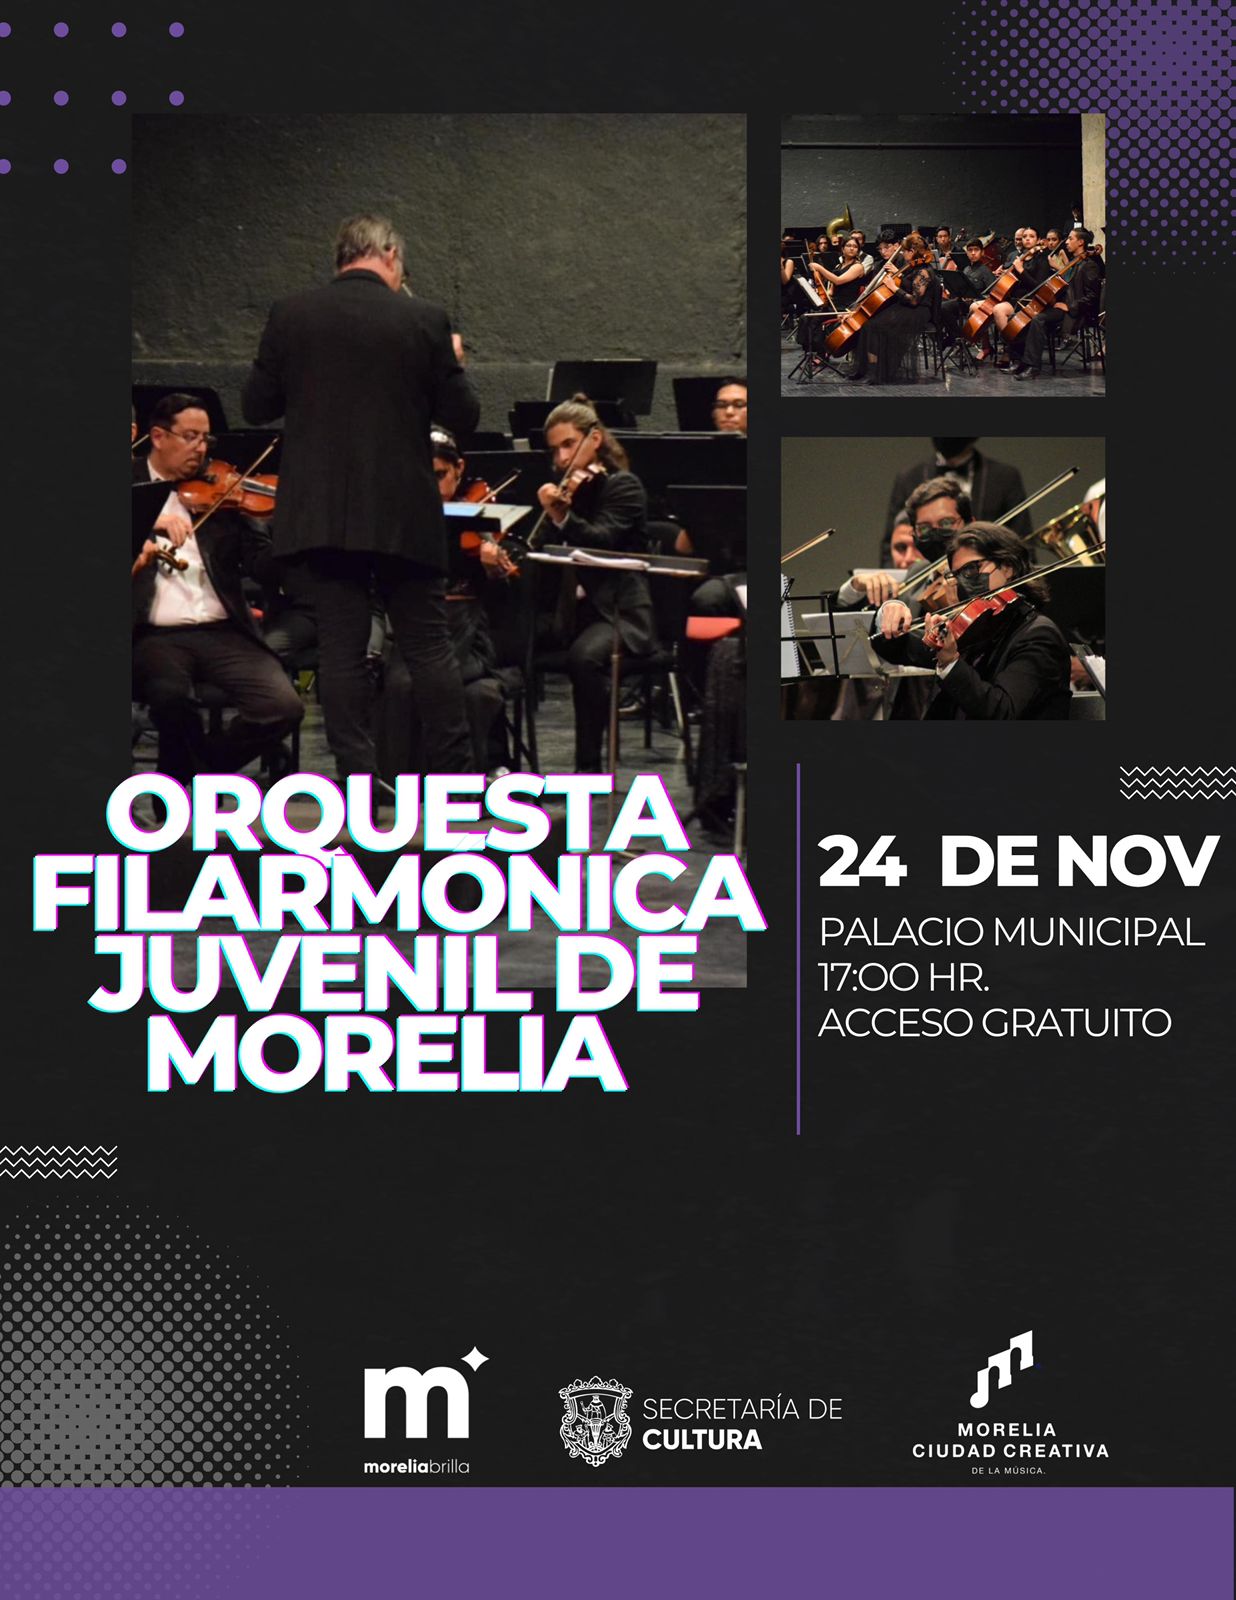 ORQUESTA
FILARMÓNICA
JUVENIL DE
MORELIA
24 DE NOV
PALACIO MUNICIPAL
17:00 HR.
ACCESO GRATUITO
m
moreliabrilla
SECRETARÍA DE
CULTURA
MORELIA
CIUDAD CREATIVA
DE LA MÚSICA.